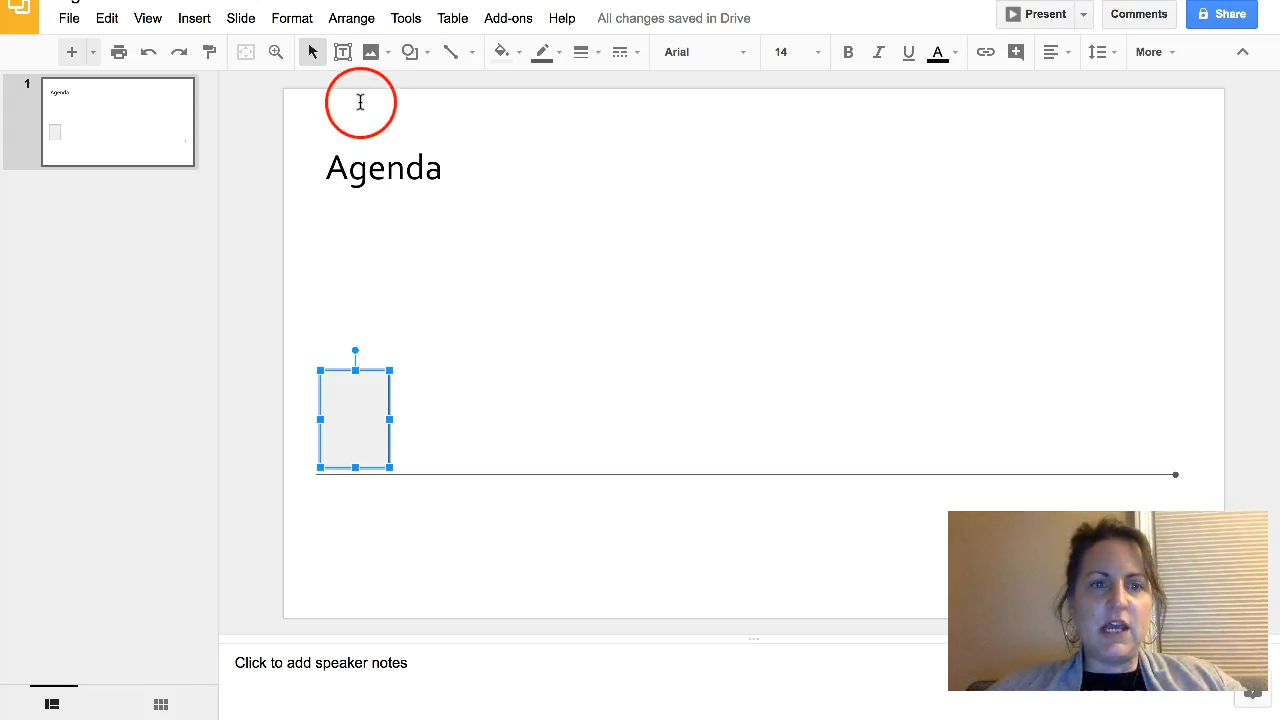 File Edit View Insert Slide Format Arrange Tools Table Add-ons Help All changes saved in Drive
Present Comments Share
Arial 14 B I U A More
1
Agenda
Agenda
Click to add speaker notes